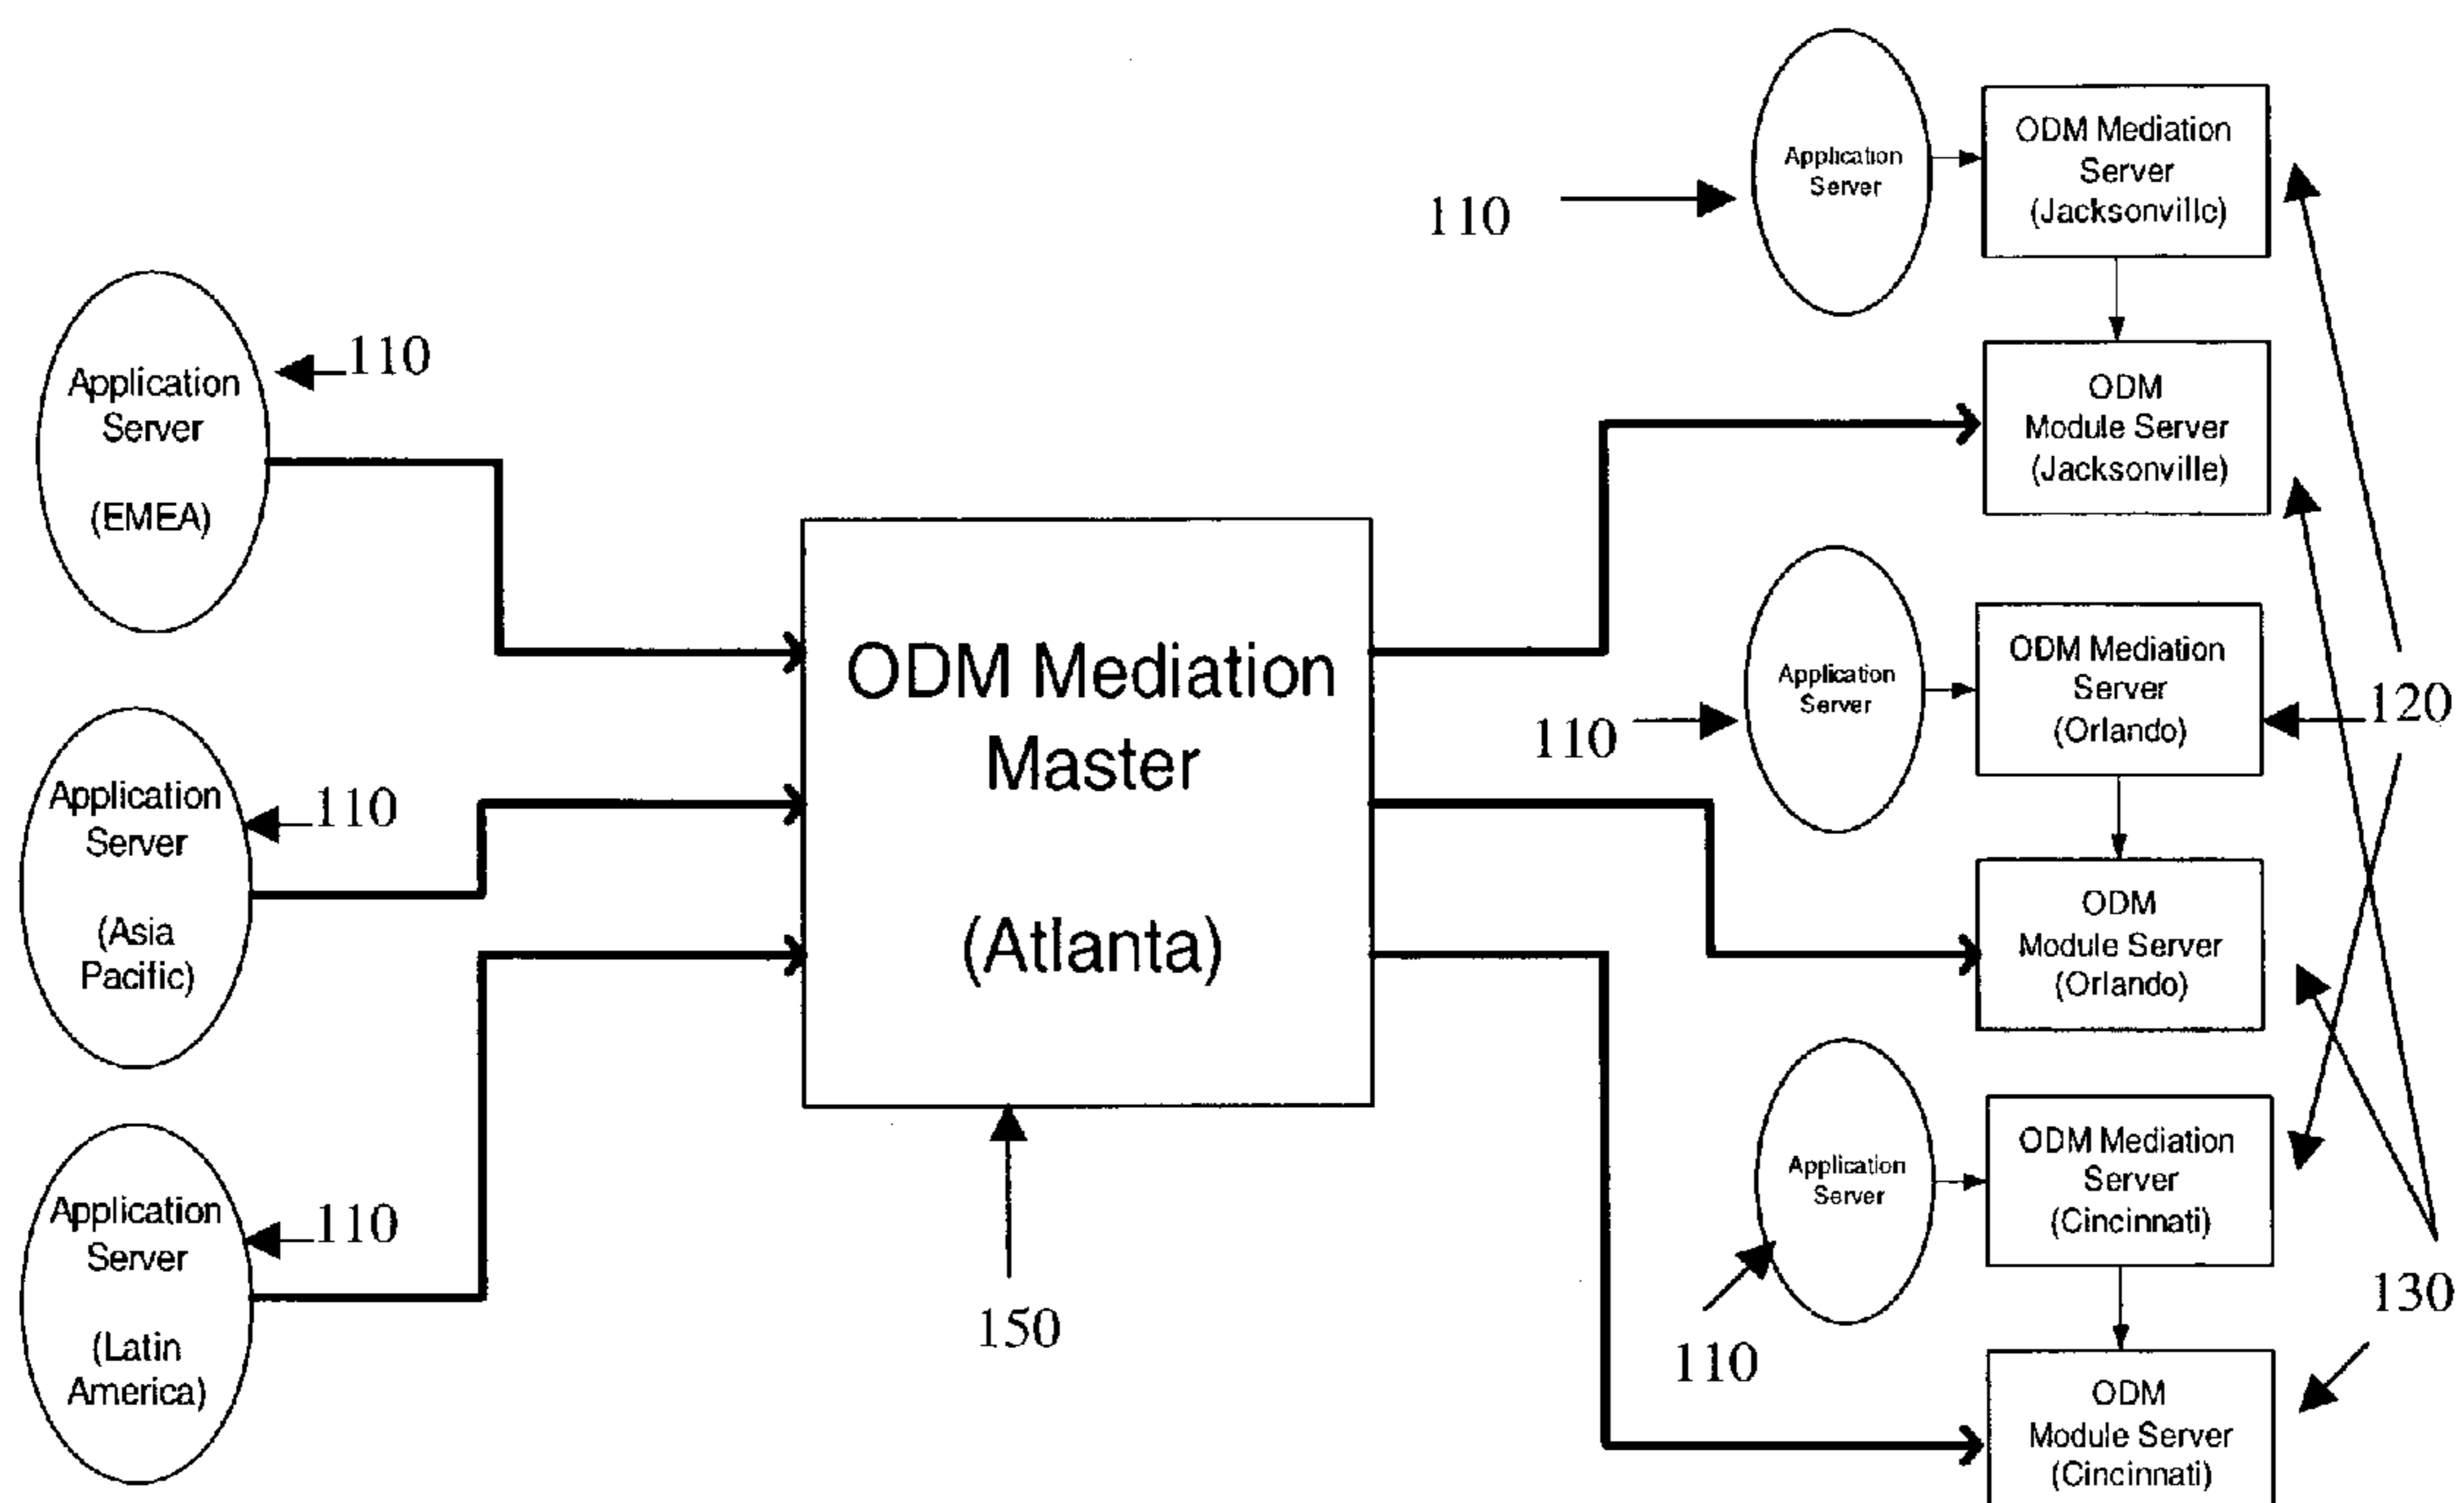 Application
Server
(EMEA)
110
Application
Server
(Asia
Pacific)
110
Application
Server
(Latin
America)
110
ODM Mediation
Master
(Atlanta)
150
110
Application
Server
ODM Mediation
Server
(Jacksonville)
ODM
Module Server
(Jacksonville)
110
Application
Server
ODM Mediation
Server
(Orlando)
120
ODM
Module Server
(Orlando)
110
Application
Server
ODM Mediation
Server
(Cincinnati)
130
ODM
Module Server
(Cincinnati)